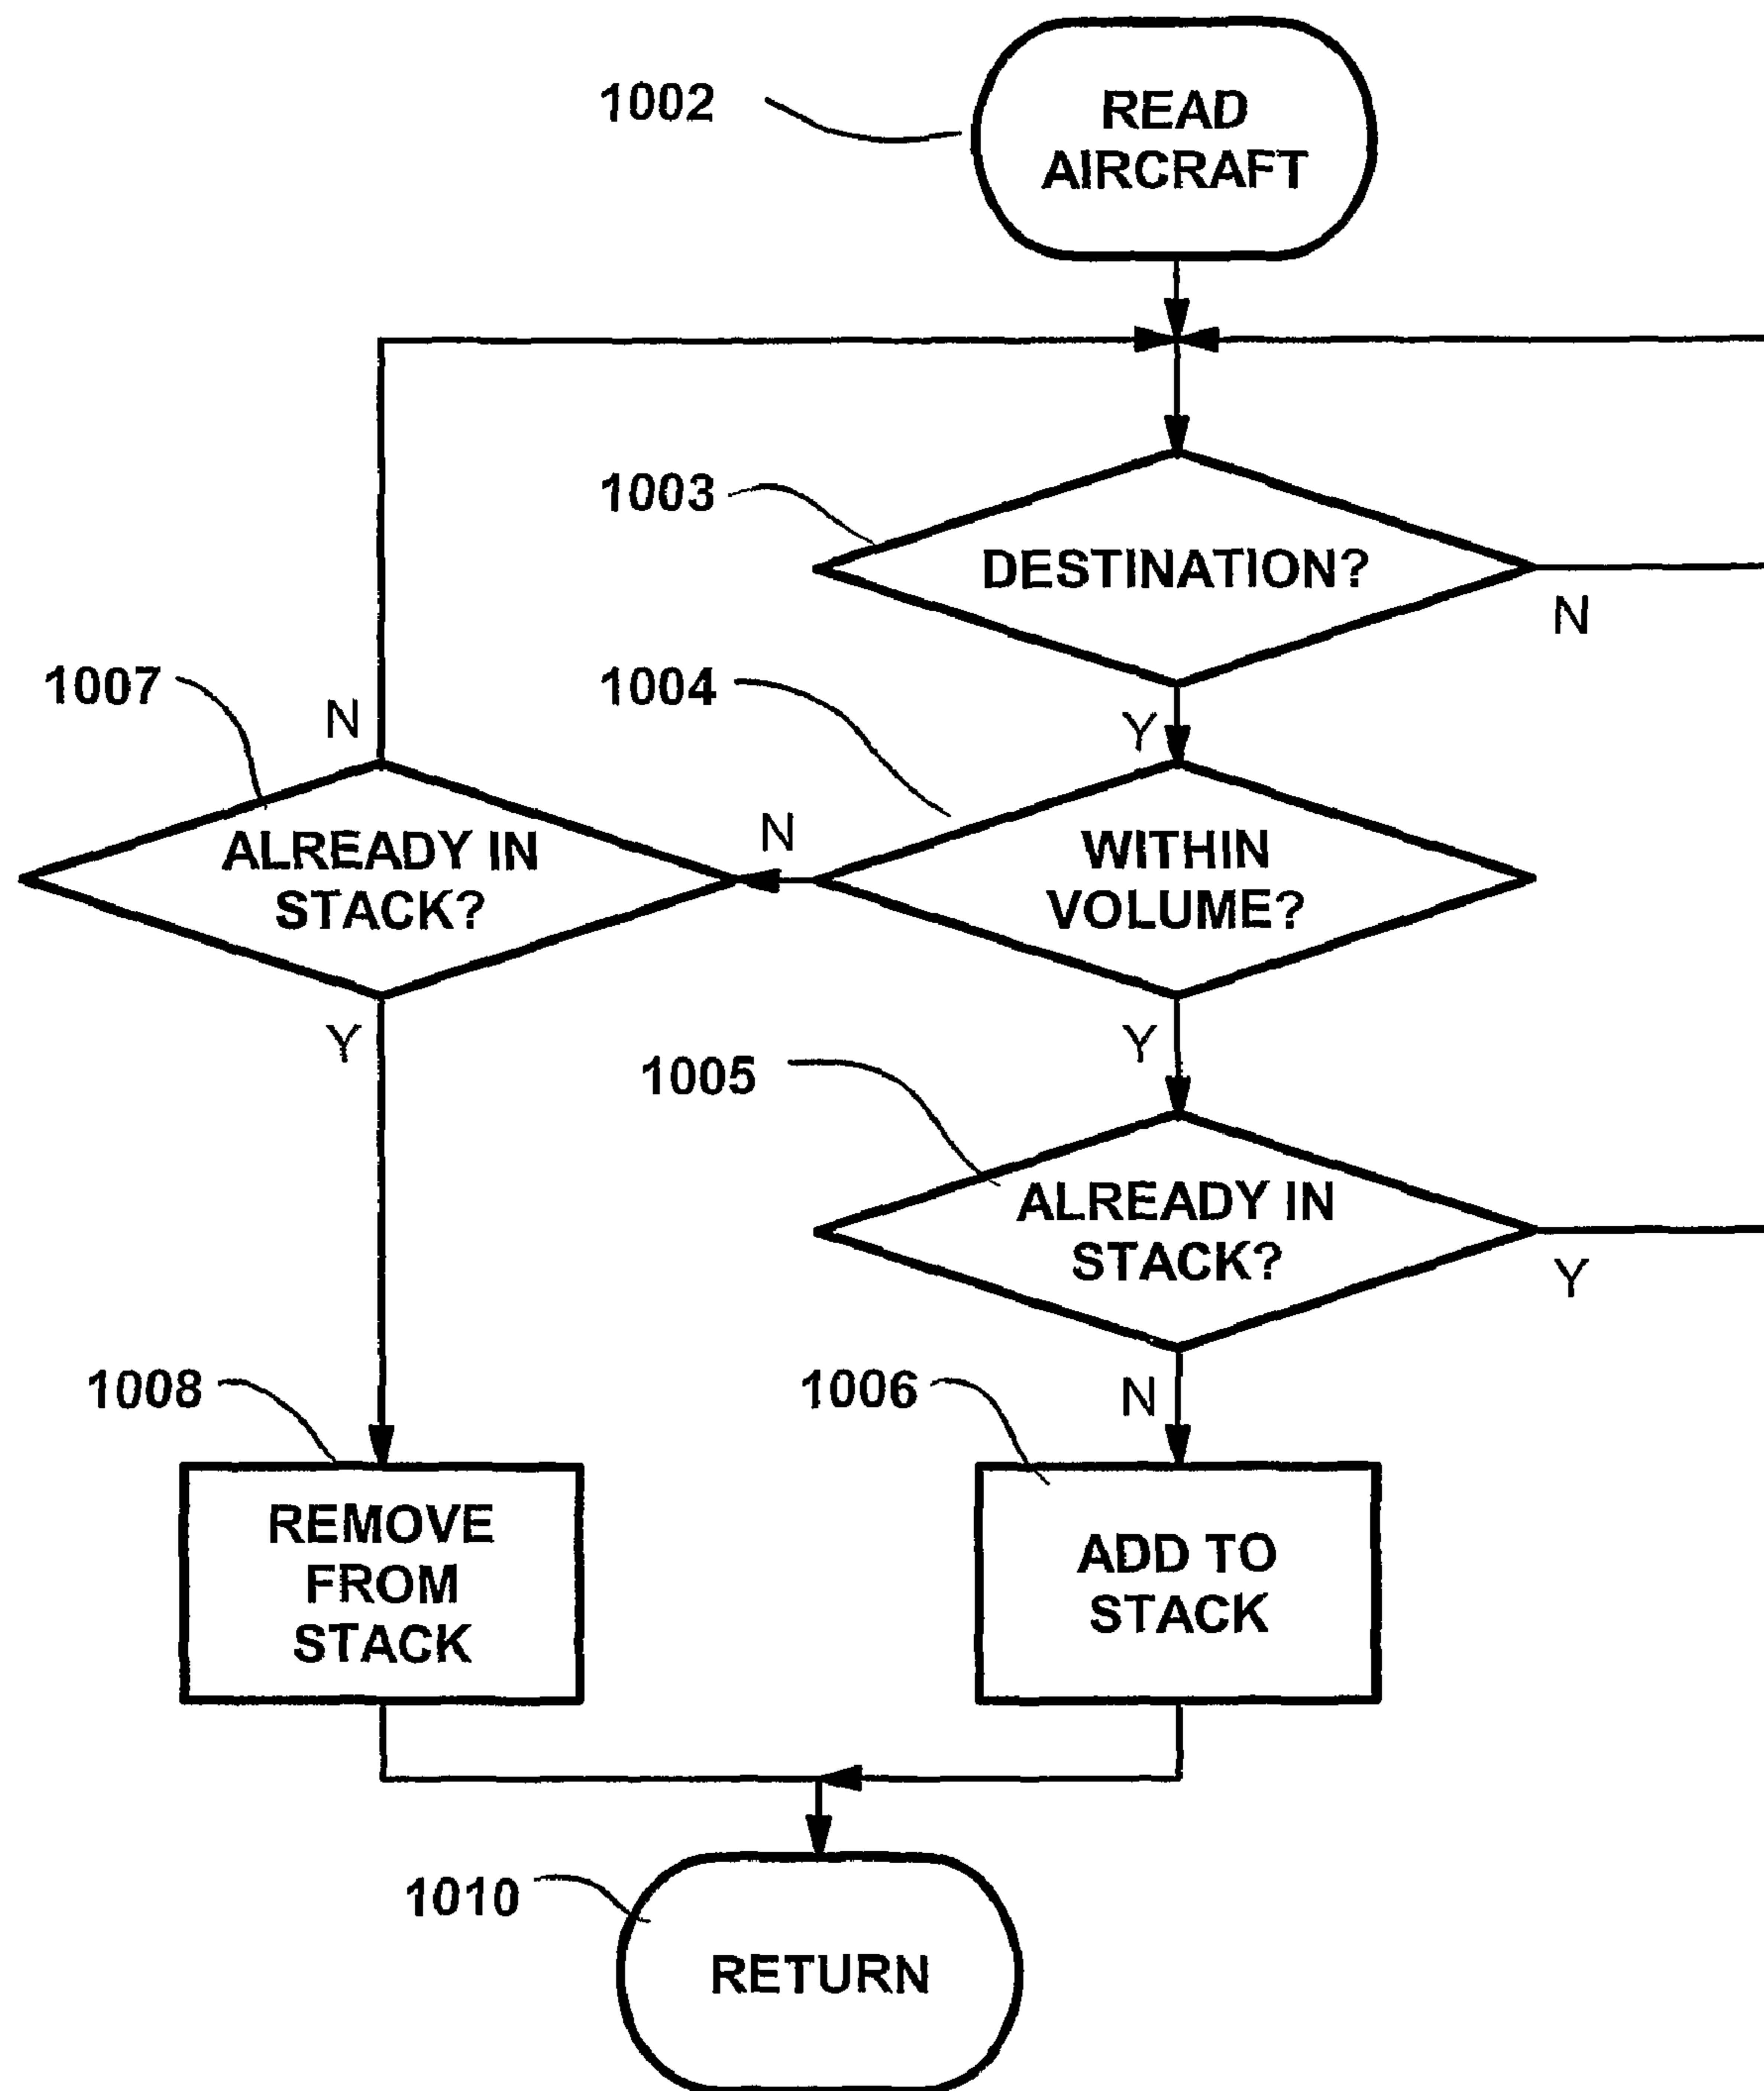 1002
READ
AIRCRAFT
1003
DESTINATION?
N
1007
N
1004
Y
ALREADY IN
STACK?
N
WITHIN
VOLUME?
Y
Y
1005
ALREADY IN
STACK?
Y
1008
1006
N
REMOVE
FROM
STACK
ADD TO
STACK
1010
RETURN